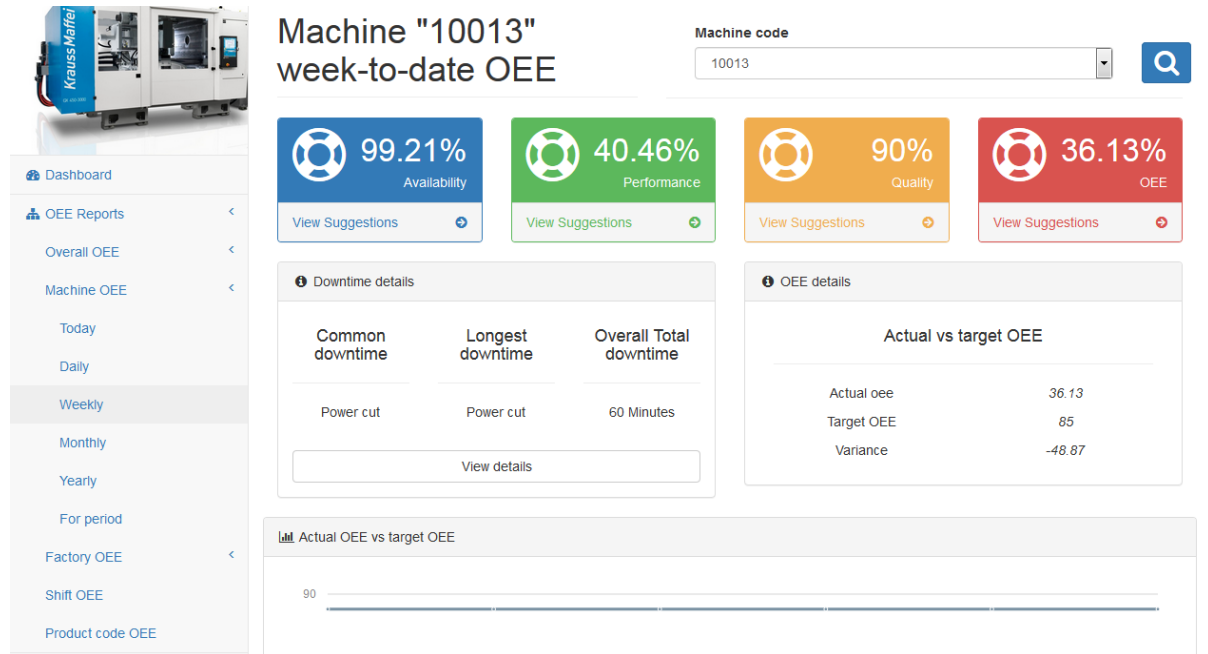 KraussMaffei
Dashboard
OEE Reports
Overall OEE
Machine OEE
Today
Daily
Weekly
Monthly
Yearly
For period
Factory OEE
Shift OEE
Product code OEE
Machine "10013"
week-to-date OEE
Machine code
10013
99.21%
Availability
View Suggestions
40.46%
Performance
View Suggestions
90%
Quality
View Suggestions
36.13%
OEE
View Suggestions
Downtime details
Common
downtime
Longest
downtime
Overall Total
downtime
Power cut
Power cut
60 Minutes
View details
OEE details
Actual vs target OEE
Actual oee 36.13
Target OEE 85
Variance -48.87
Actual OEE vs target OEE
90